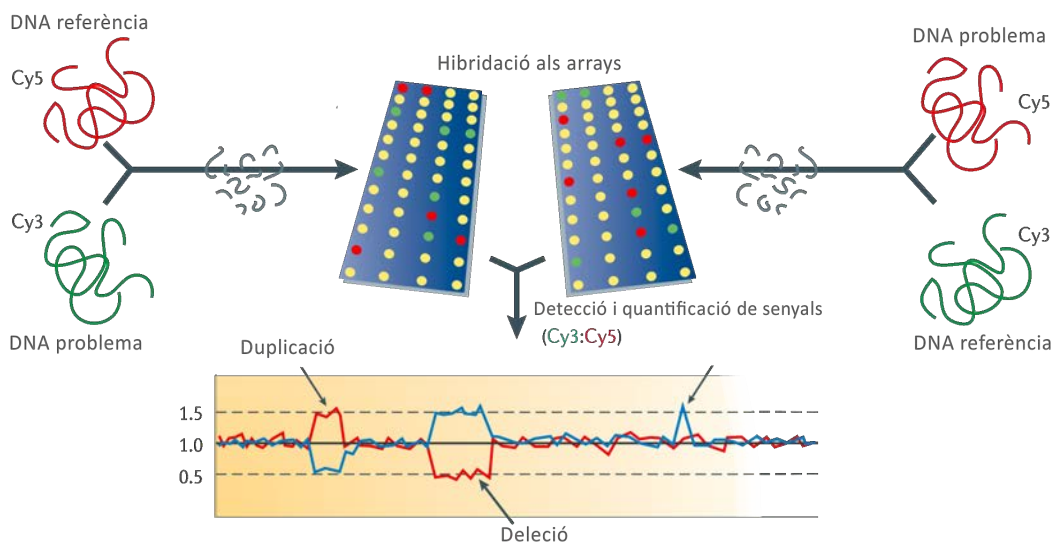 DNA referència
Cy5
Cy3
DNA problema
Hibridació als arrays
DNA problema
Cy5
Cy3
DNA referència
Detecció i quantificació de senyals
(Cy3:Cy5)
Duplicació
1.5
1.0
0.5
Deleció